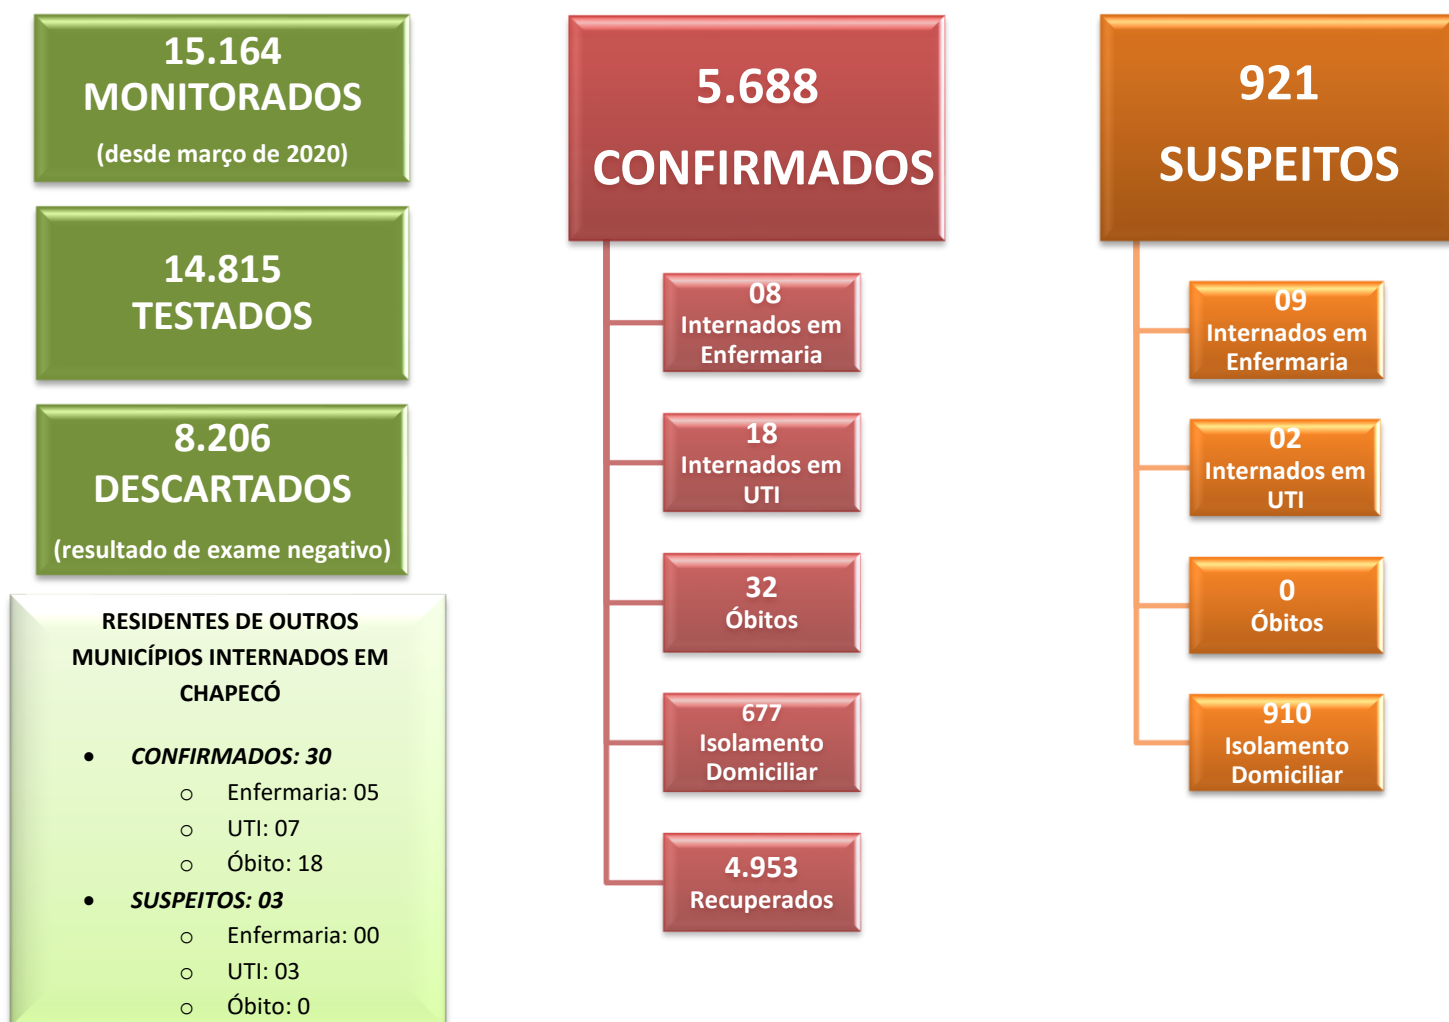 15.164
MONITORADOS
(desde março de 2020)
14.815
TESTADOS
8.206
DESCARTADOS
(resultado de exame negativo)
RESIDENTES DE OUTROS
MUNICÍPIOS INTERNADOS EM
CHAPECÓ
• CONFIRMADOS: 30
o Enfermaria: 05
o UTI: 07
o Óbito: 18
• SUSPEITOS: 03
o Enfermaria: 00
o UTI: 03
o Óbito: 0
5.688
CONFIRMADOS
08
Internados em
Enfermaria
18
Internados em
UTI
32
Óbitos
677
Isolamento
Domiciliar
4.953
Recuperados
921
SUSPEITOS
09
Internados em
Enfermaria
02
Internados em
UTI
0
Óbitos
910
Isolamento
Domiciliar